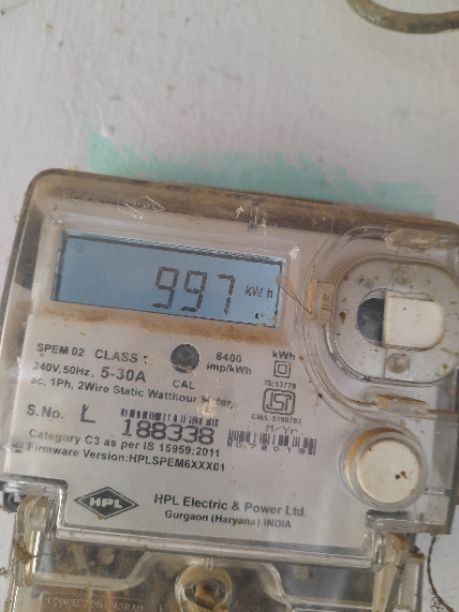 997 kWh
SPEM 02 CLASS 1
240V,50Hz. 5-30A
CAL
6400
imp/kWh
kWh
IS:13779
ac, 1Ph, 2Wire Static Watthour Meter
S.No. L 188338
M/Yr
Category C3 as per IS 15959:2011
Firmware Version:HPLSPEM6XXX01
HPL
HPL Electric & Power Ltd.
Gurgaon (Haryana) INDIA